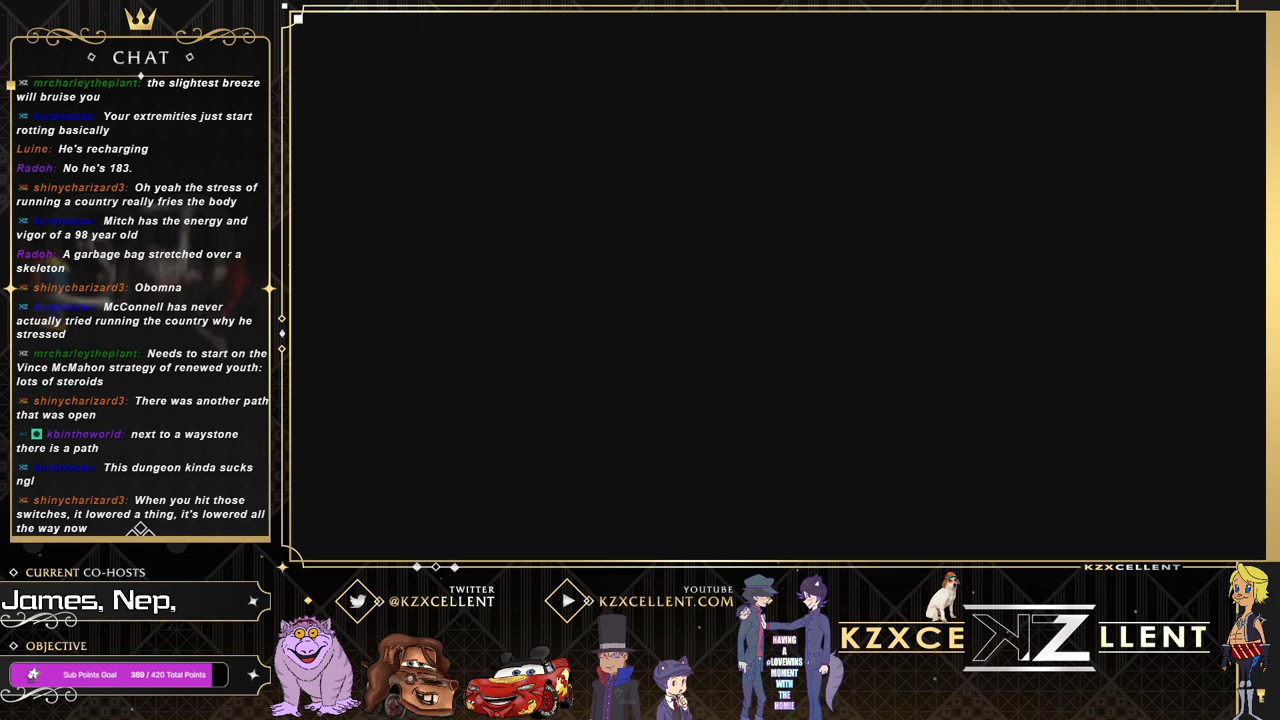 CHAT
mrcharleytheplant: the slightest breeze
will bruise you
Your extremities just start
rotting basically
Luine: He's recharging
Radoh: No he's 183.
shinycharizard3: Oh yeah the stress of
running a country really fries the body
Mitch has the energy and
vigor of a 98 year old
Radoh: A garbage bag stretched over a
skeleton
shinycharizard3: Obomna
McConnell has never
actually tried running the country why he
stressed
mrcharleytheplant: Needs to start on the
Vince McMahon strategy of renewed youth:
lots of steroids
shinycharizard3: There was another path
that was open
kbintheworld: next to a waystone
there is a path
This dungeon kinda sucks
ngl
shinycharizard3: When you hit those
switches, it lowered a thing, it's lowered all
the way now
CURRENT CO-HOSTS
James, Nep,
OBJECTIVE
Sub Points Goal 389 / 420 Total Points
TWITTER
@KZXCELLENT
YOUTUBE
KZXCELLENT.COM
HAVING
A
#LOVEWINS
MOMENT
WITH
THE
HOMIE
KZXCELLENT
KZXCE KZ LLENT